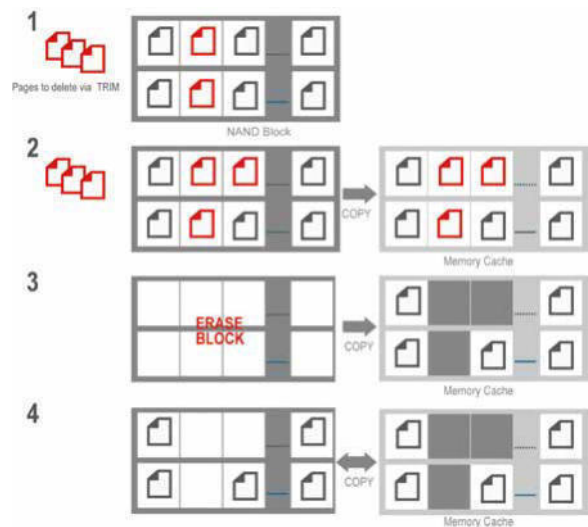 1
Pages to delete via TRIM
NAND Block
2
COPY
Memory Cache
3
ERASE
BLOCK
COPY
Memory Cache
4
COPY
Memory Cache